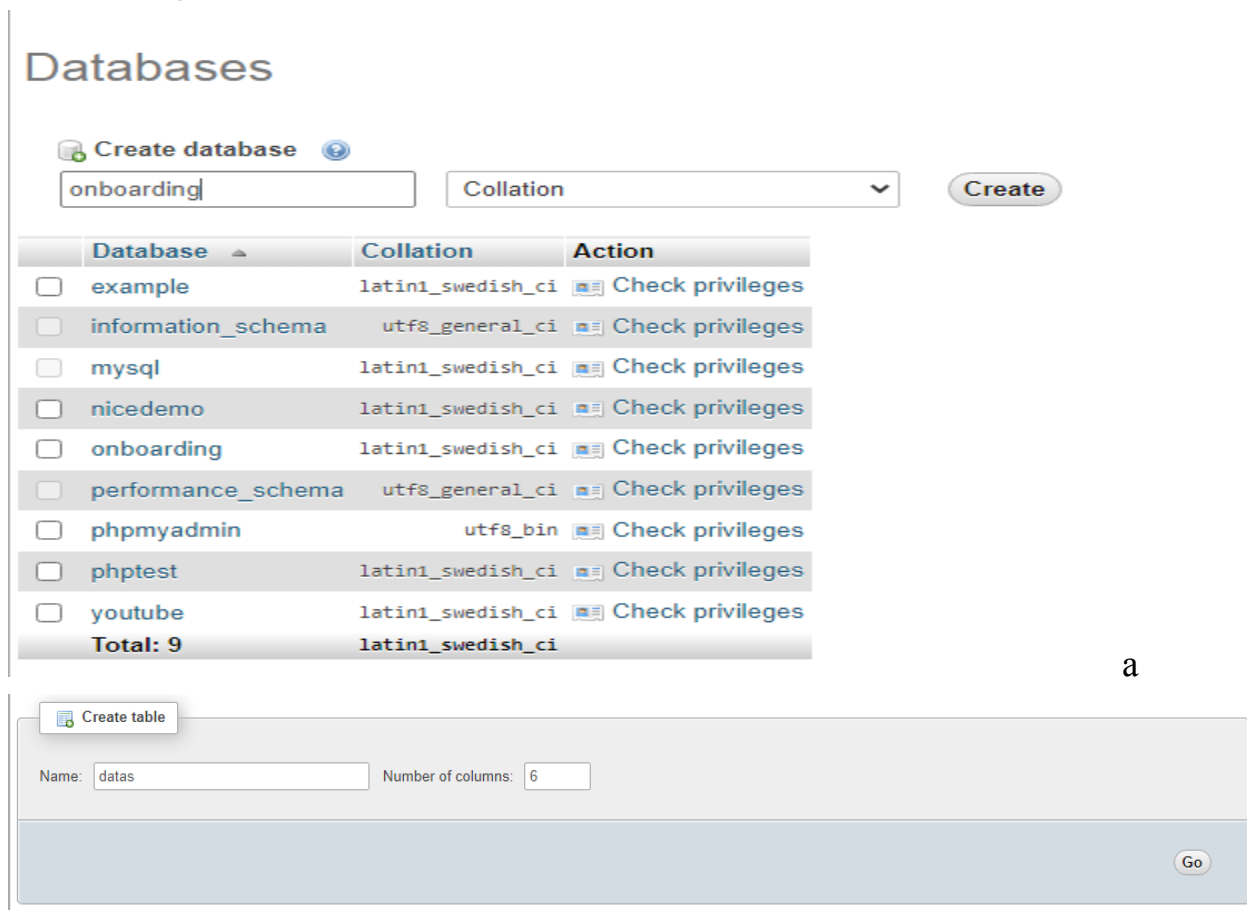 Databases
Create database
onboarding Collation Create
Database Collation Action
example latin1_swedish_ci Check privileges
information_schema utf8_general_ci Check privileges
mysql latin1_swedish_ci Check privileges
nicedemo latin1_swedish_ci Check privileges
onboarding latin1_swedish_ci Check privileges
performance_schema utf8_general_ci Check privileges
phpmyadmin utf8_bin Check privileges
phptest latin1_swedish_ci Check privileges
youtube latin1_swedish_ci Check privileges
Total: 9 latin1_swedish_ci
a
Create table
Name: datas Number of columns: 6
Go